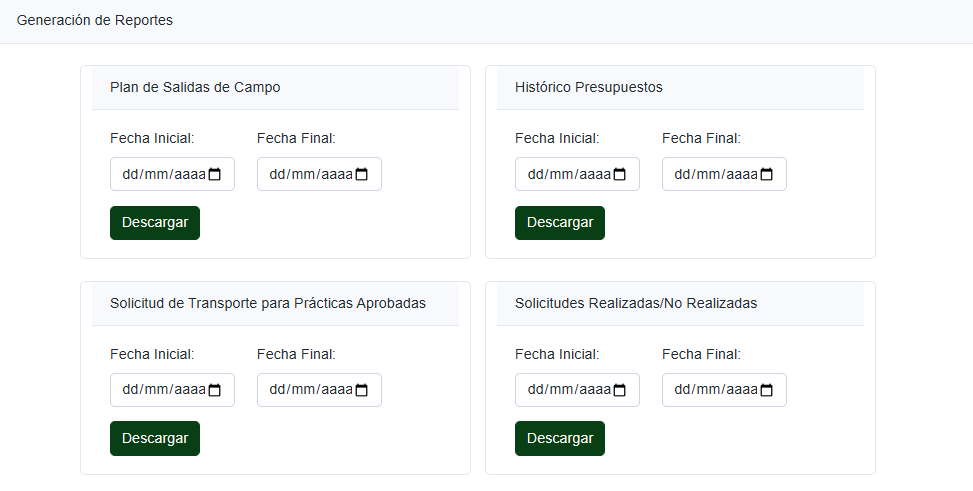 Generación de Reportes
Plan de Salidas de Campo
Fecha Inicial: Fecha Final:
dd/mm/aaaa dd/mm/aaaa
Descargar
Histórico Presupuestos
Fecha Inicial: Fecha Final:
dd/mm/aaaa dd/mm/aaaa
Descargar
Solicitud de Transporte para Prácticas Aprobadas
Fecha Inicial: Fecha Final:
dd/mm/aaaa dd/mm/aaaa
Descargar
Solicitudes Realizadas/No Realizadas
Fecha Inicial: Fecha Final:
dd/mm/aaaa dd/mm/aaaa
Descargar